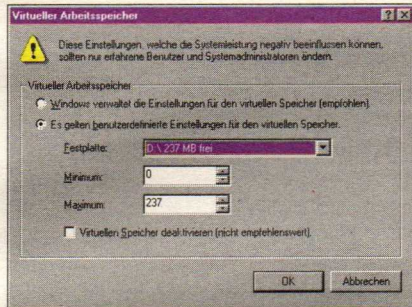 Virtueller Arbeitsspeicher
Diese Einstellungen, welche die Systemleistung negativ beeinflussen können,
sollten nur erfahrene Benutzer und Systemadministratoren ändern.
Virtueller Arbeitsspeicher
Windows verwaltet die Einstellungen für den virtuellen Speicher (empfohlen).
Es gelten benutzerdefinierte Einstellungen für den virtuellen Speicher.
Festplatte: D:\ 237 MB frei
Minimum: 0
Maximum: 237
Virtuellen Speicher deaktivieren (nicht empfehlenswert).
OK Abbrechen